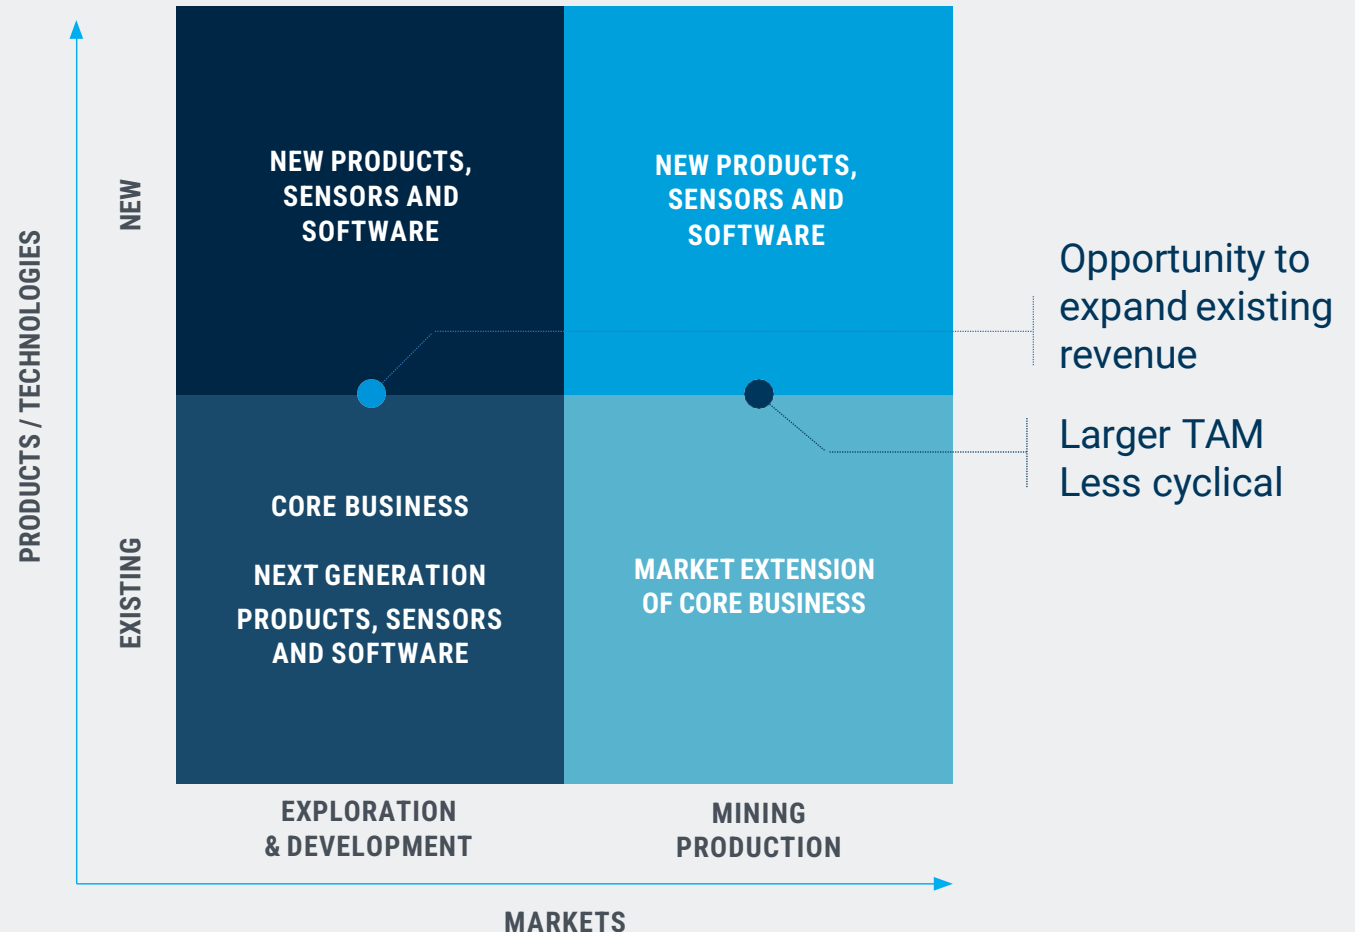 PRODUCTS / TECHNOLOGIES
NEW
EXISTING
NEW PRODUCTS,
SENSORS AND
SOFTWARE
NEW PRODUCTS,
SENSORS AND
SOFTWARE
Opportunity to
expand existing
revenue
Larger TAM
Less cyclical
CORE BUSINESS
NEXT GENERATION
PRODUCTS, SENSORS
AND SOFTWARE
MARKET EXTENSION
OF CORE BUSINESS
EXPLORATION
& DEVELOPMENT
MINING
PRODUCTION
MARKETS